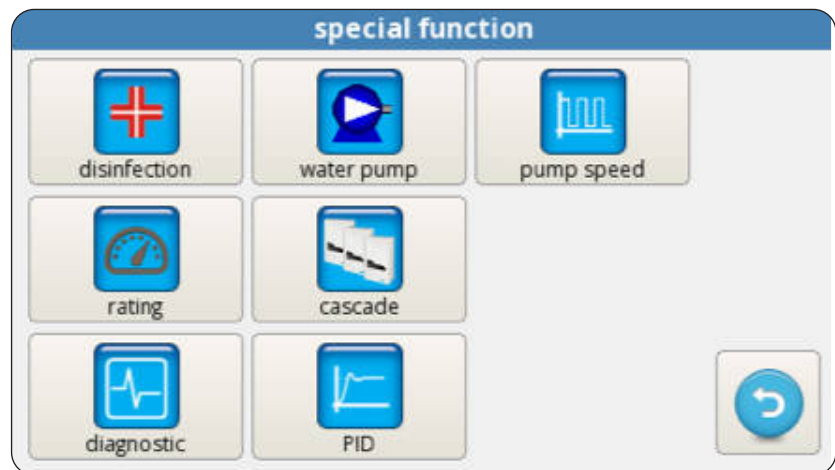 special function
disinfection
water pump
pump speed
rating
cascade
diagnostic
PID